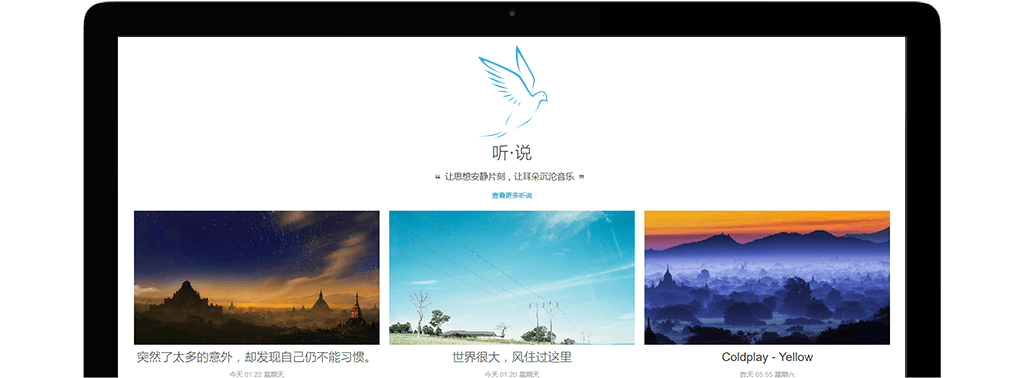 听·说
❝ 让思想安静片刻，让耳朵沉沦音乐 ❞
查看更多听说
突然了太多的意外，却发现自己仍不能习惯。
世界很大，风住过这里
Coldplay - Yellow
今天 01:22 星期天
今天 01:20 星期天
昨天 05:55 星期六